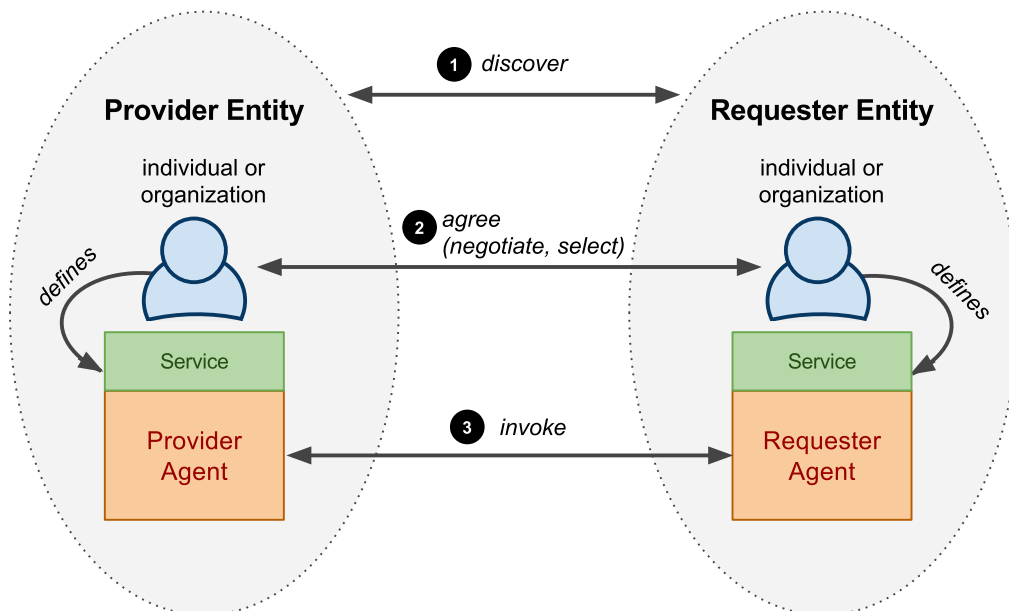 1 discover
Provider Entity
Requester Entity
individual or
organization
individual or
organization
2 agree
(negotiate, select)
defines
defines
Service
Service
3 invoke
Provider
Agent
Requester
Agent